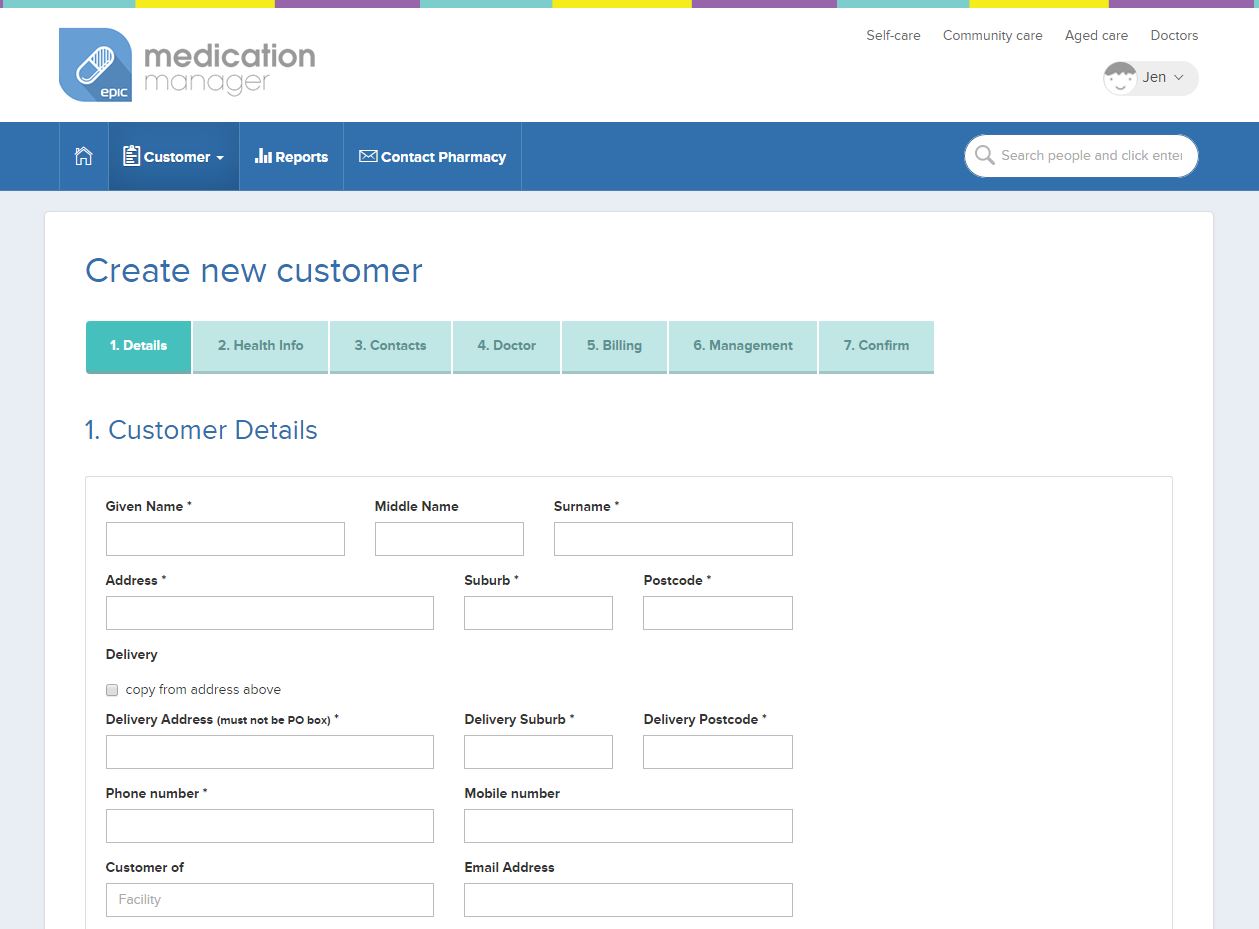 Self-care Community care Aged care Doctors
epic
medication
manager
Jen
Customer Reports Contact Pharmacy
Search people and click enter
Create new customer
1. Details 2. Health Info 3. Contacts 4. Doctor 5. Billing 6. Management 7. Confirm
1. Customer Details
Given Name * Middle Name Surname *
Address * Suburb * Postcode *
Delivery
copy from address above
Delivery Address (must not be PO box) * Delivery Suburb * Delivery Postcode *
Phone number * Mobile number
Customer of Email Address
Facility